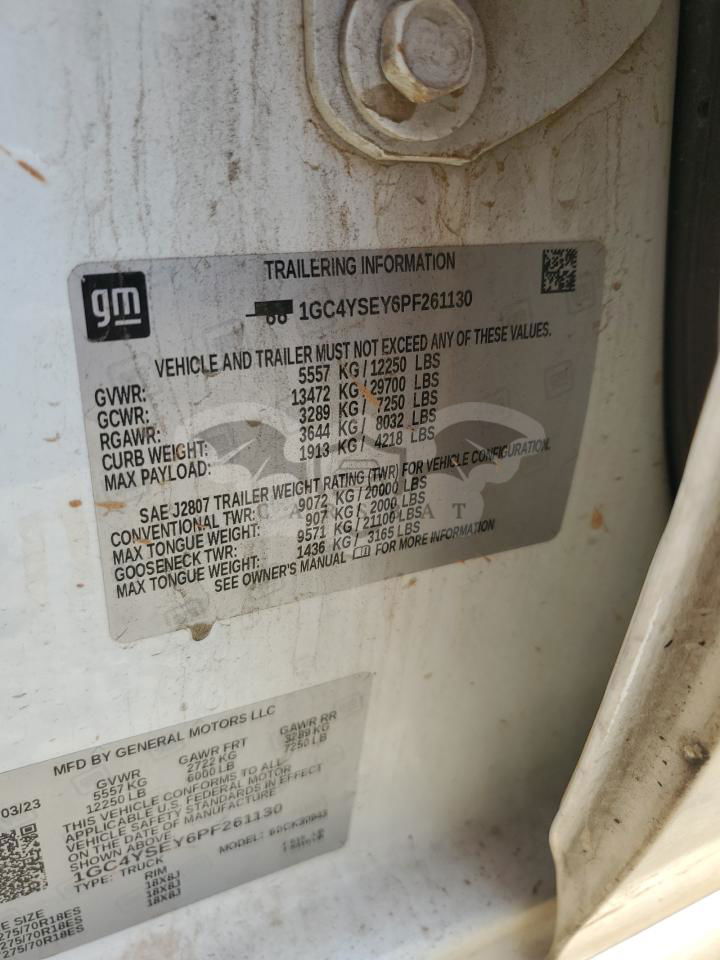 gm
TRAILERING INFORMATION
1GC4YSEY6PF261130
VEHICLE AND TRAILER MUST NOT EXCEED ANY OF THESE VALUES.
GVWR: 5557 KG / 12250 LBS
GCWR: 13472 KG / 29700 LBS
RGAWR: 3289 KG / 7250 LBS
CURB WEIGHT: 3644 KG / 8032 LBS
MAX PAYLOAD: 1913 KG / 4218 LBS
SAE J2807 TRAILER WEIGHT RATING (TWR) FOR VEHICLE CONFIGURATION.
CONVENTIONAL TWR: 9072 KG / 20000 LBS
MAX TONGUE WEIGHT: 907 KG / 2000 LBS
GOOSENECK TWR: 9571 KG / 21100 LBS
MAX TONGUE WEIGHT: 1436 KG / 3165 LBS
SEE OWNER'S MANUAL FOR MORE INFORMATION
MFD BY GENERAL MOTORS LLC
03/23 GVWR GAWR FRT GAWR RR
5557 KG 2722 KG 3289 KG
12250 LB 6000 LB 7250 LB
THIS VEHICLE CONFORMS TO ALL
APPLICABLE U.S. FEDERAL MOTOR
VEHICLE SAFETY STANDARDS IN EFFECT
ON THE DATE OF MANUFACTURE
SHOWN ABOVE.
1GC4YSEY6PF261130
TYPE: TRUCK MODEL:
E SIZE RIM
275/70R18ES 18X8J
275/70R18ES 18X8J
275/70R18ES 18X8J